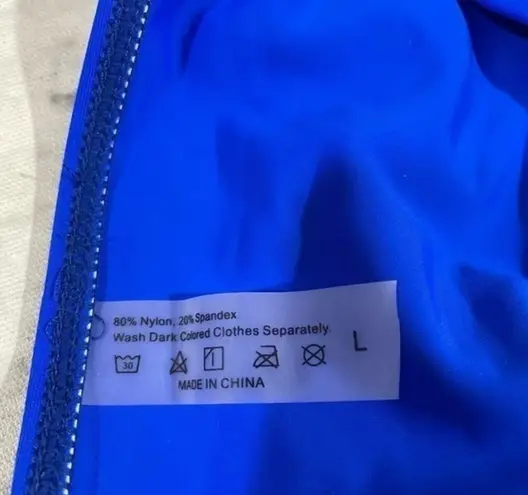 80% Nylon, 20% Spandex
Wash Dark Colored Clothes Separately.
30
L
MADE IN CHINA